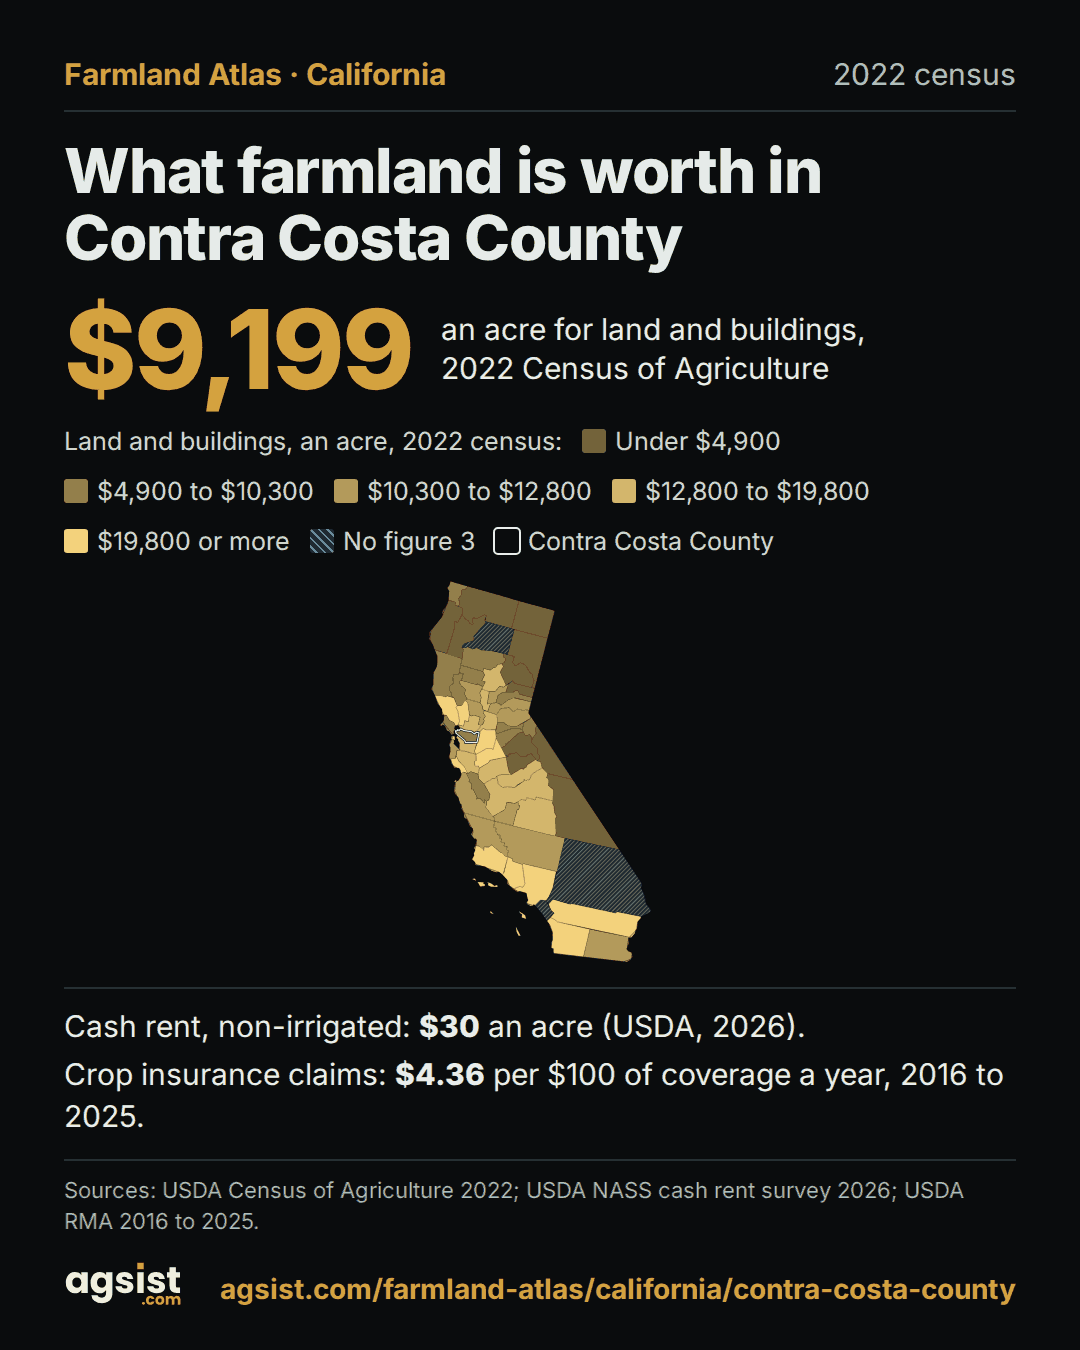 Farmland Atlas · California
2022 census
What farmland is worth in
Contra Costa County
$9,199
an acre for land and buildings,
2022 Census of Agriculture
Land and buildings, an acre, 2022 census: Under $4,900
$4,900 to $10,300 $10,300 to $12,800 $12,800 to $19,800
$19,800 or more No figure 3 Contra Costa County
Cash rent, non-irrigated: $30 an acre (USDA, 2026).
Crop insurance claims: $4.36 per $100 of coverage a year, 2016 to
2025.
Sources: USDA Census of Agriculture 2022; USDA NASS cash rent survey 2026; USDA
RMA 2016 to 2025.
agsist
.com
agsist.com/farmland-atlas/california/contra-costa-county